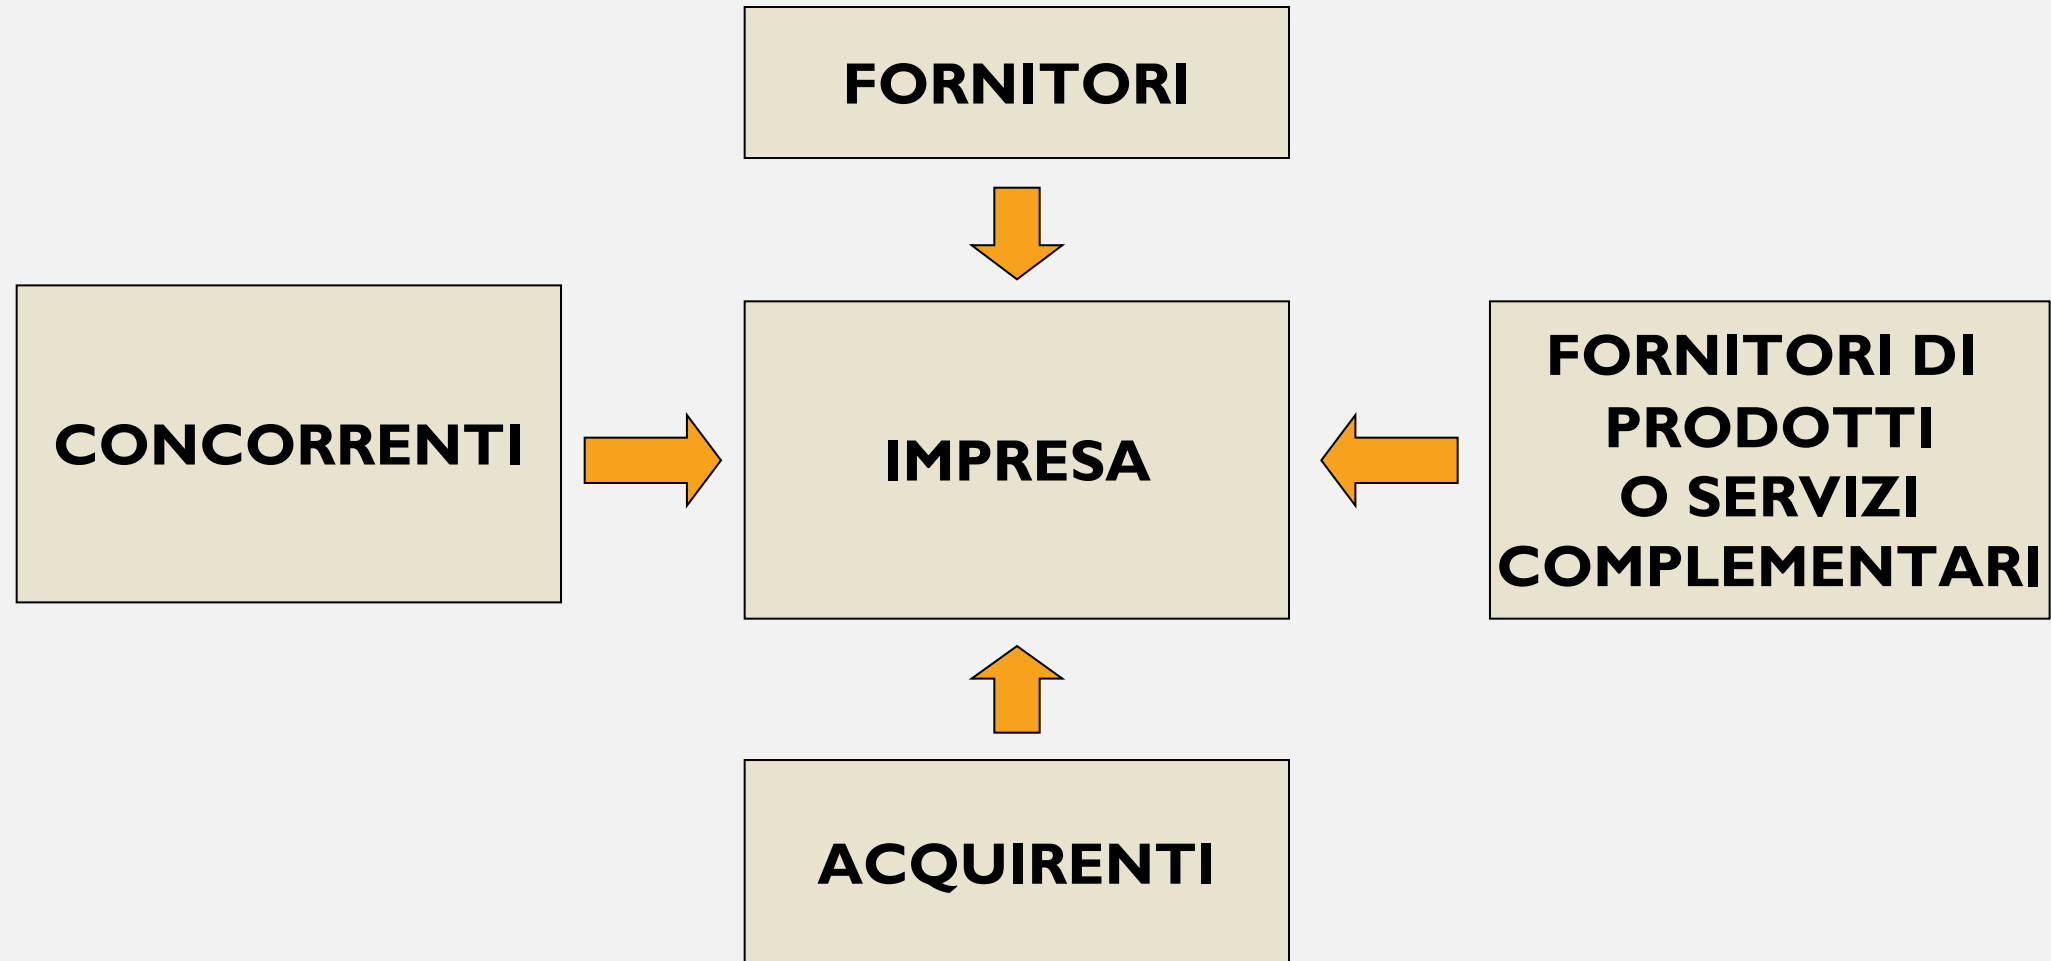 FORNITORI
CONCORRENTI
IMPRESA
FORNITORI DI
PRODOTTI
O SERVIZI
COMPLEMENTARI
ACQUIRENTI